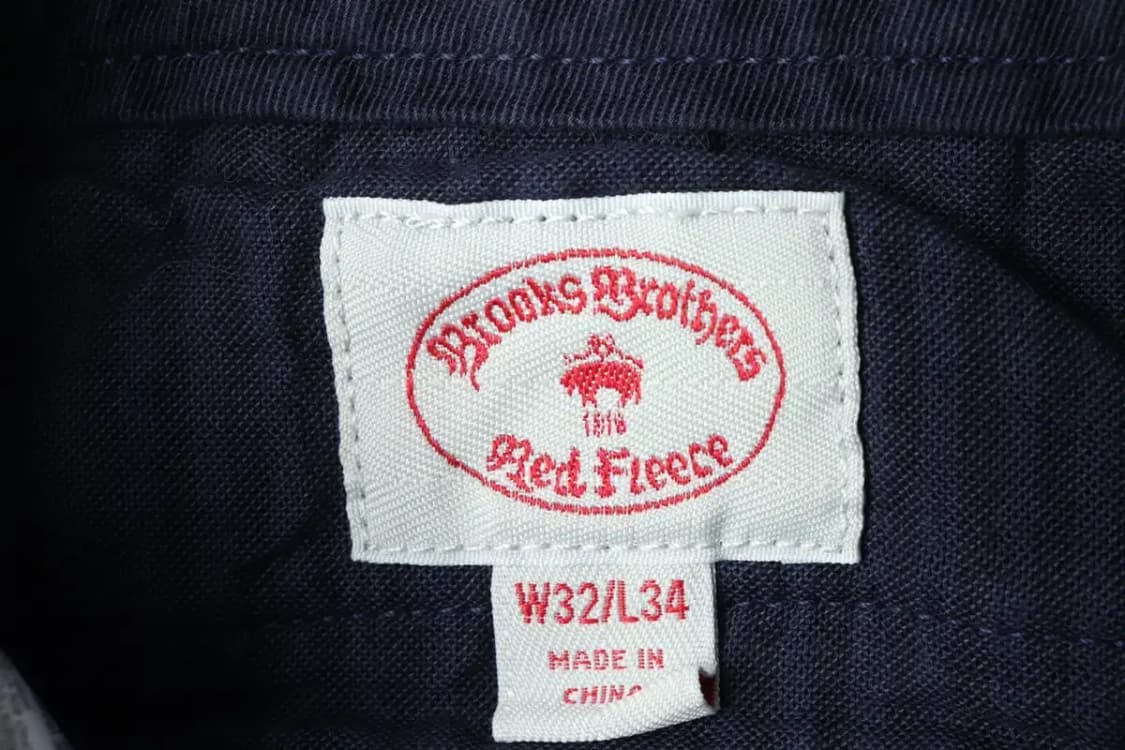 Brooks Brothers
1818
Red Fleece
W32/L34
MADE IN
CHINA